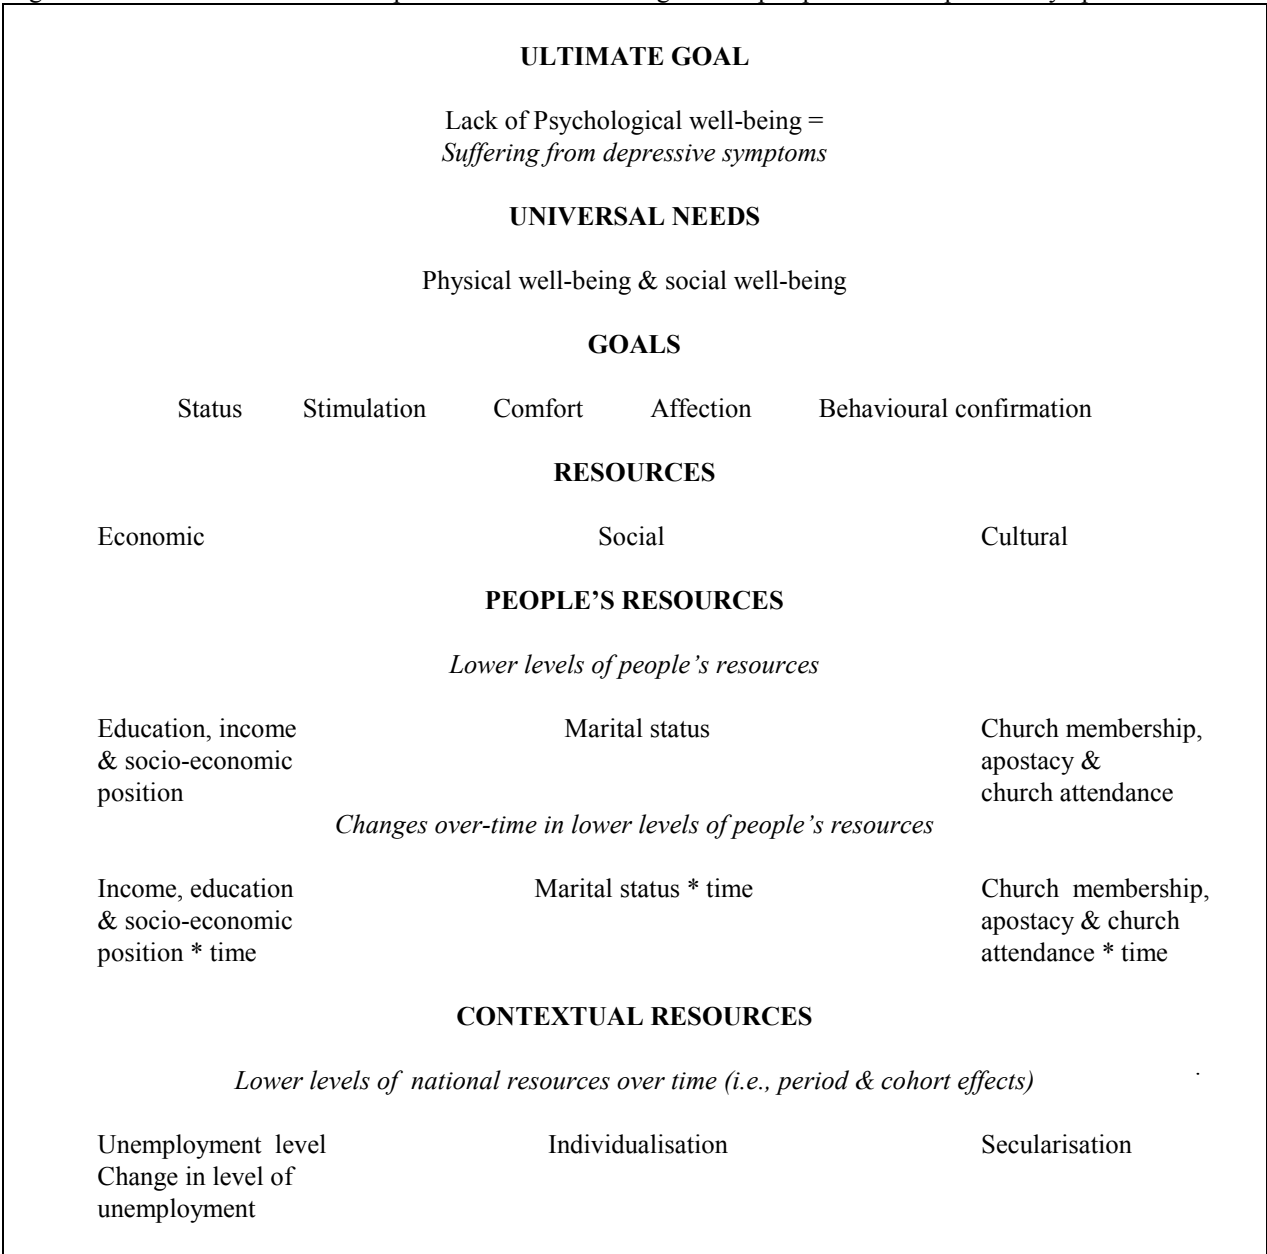 ULTIMATE GOAL
Lack of Psychological well-being =
Suffering from depressive symptoms
UNIVERSAL NEEDS
Physical well-being & social well-being
GOALS
Status Stimulation Comfort Affection Behavioural confirmation
RESOURCES
Economic Social Cultural
PEOPLE'S RESOURCES
Lower levels of people's resources
Education, income Marital status Church membership,
& socio-economic apostacy &
position church attendance
Changes over-time in lower levels of people's resources
Income, education Marital status * time Church membership,
& socio-economic apostacy & church
position * time attendance * time
CONTEXTUAL RESOURCES
Lower levels of national resources over time (i.e., period & cohort effects) .
Unemployment level Individualisation Secularisation
Change in level of
unemployment